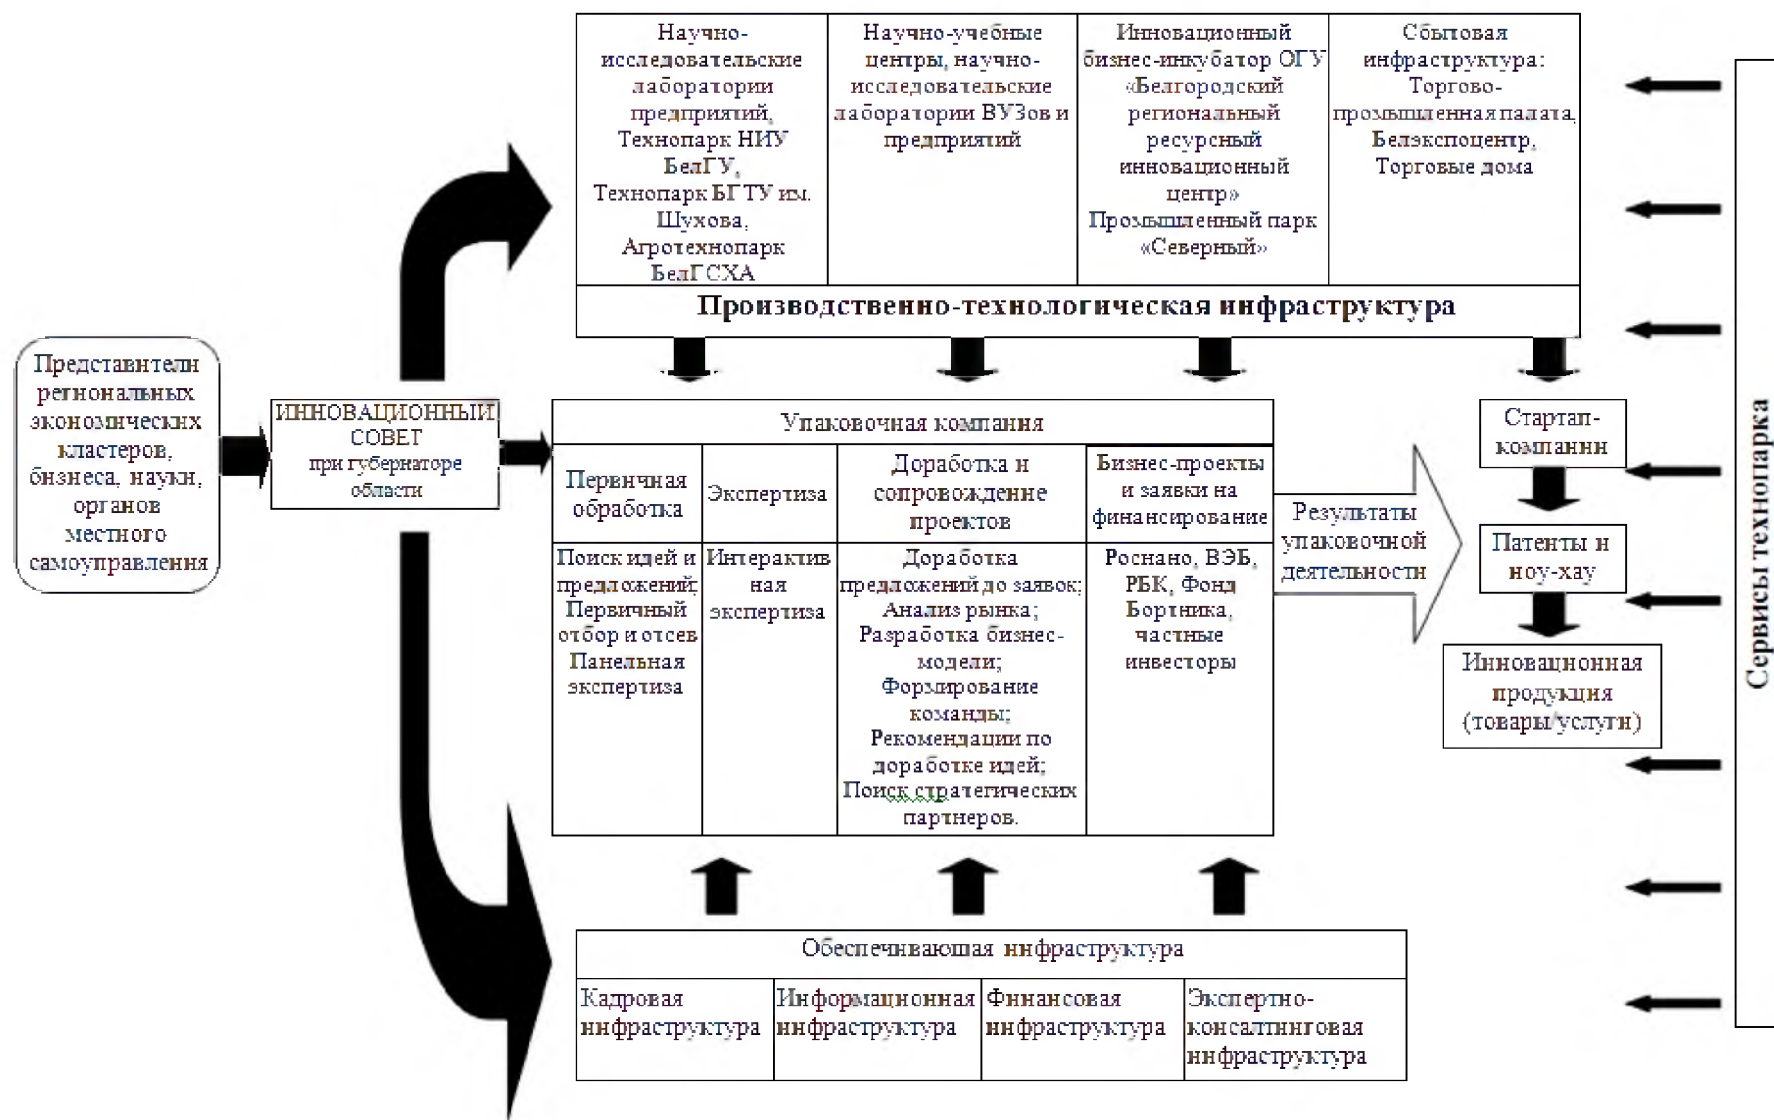 Научно-
исследовательские
лаборатории
предприятий,
Технопарк НИУ
БелГУ,
Технопарк БГТУ им.
Шухова,
Агротехнопарк
БелГСХА
Научно-учебные
центры, научно-
исследовательские
лаборатории ВУЗов и
предприятий
Инновационный
бизнес-инкубатор ОГУ
«Белгородский
региональный
ресурсный
инновационный
центр»
Промышленный парк
«Северный»
Сбытовая
инфраструктура:
Торгово-
промышленная палата,
Белэкспоцентр,
Торговые дома
Производственно-технологическая инфраструктура
Представители
региональных
экономических
кластеров,
бизнеса, науки,
органов
местного
самоуправления
ИННОВАЦИОННЫЙ
СОВЕТ
при губернаторе
области
Упаковочная компания
Первичная
обработка
Экспертиза
Доработка и
сопровождение
проектов
Бизнес-проекты
и заявки на
финансирование
Поиск идей и
предложений;
Первичный
отбор и отсев
Панельная
экспертиза
Интерактив
ная
экспертиза
Доработка
предложений до заявок;
Анализ рынка;
Разработка бизнес-
модели;
Формирование
команды;
Рекомендации по
доработке идей;
Поиск стратегических
партнеров.
Роснано, ВЭБ,
РБК, Фонд
Бортника,
частные
инвесторы
Результаты
упаковочной
деятельности
Стартап-
компании
Патенты и
ноу-хау
Инновационная
продукция
(товары/услуги)
Обеспечивающая инфраструктура
Кадровая
инфраструктура
Информационная
инфраструктура
Финансовая
инфраструктура
Экспертно-
консалтинговая
инфраструктура
Сервисы технопарка